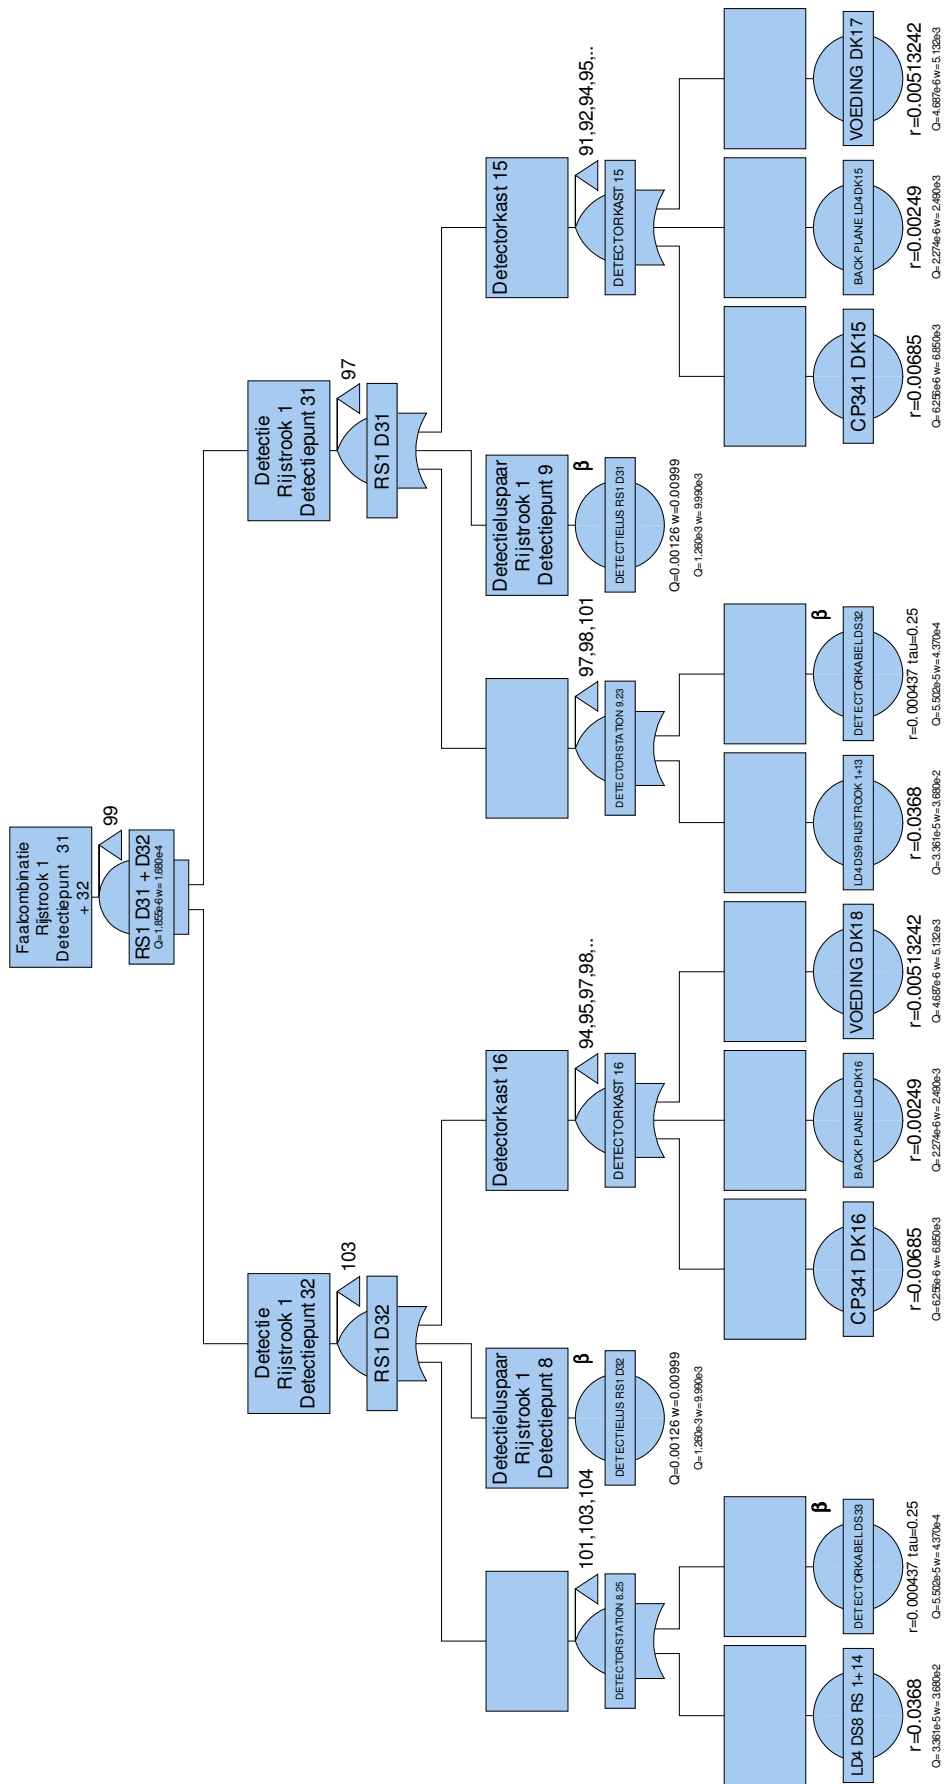 Faalcombinatie
Rijstrook 1
Detectiepunt 31
+ 32
99
RS1 D31 + D32
Q=1.855e-6 w=1.680e-4
Detectie
Rijstrook 1
Detectiepunt 32
103
RS1 D32
Detectie
Rijstrook 1
Detectiepunt 31
97
RS1 D31
101,103,104
DETECTORSTATION 8.25
Detectieluspaar
Rijstrook 1
Detectiepunt 8
β
DETECTIELUS RS1 D32
Q=0.00126 w=0.00999
Q=1.260e-3 w=9.990e-3
Detectorkast 16
94,95,97,98,..
DETECTORKAST 16
97,98,101
DETECTORSTATION 9.23
Detectieluspaar
Rijstrook 1
Detectiepunt 9
β
DETECTIELUS RS1 D31
Q=0.00126 w=0.00999
Q=1.260e-3 w=9.990e-3
Detectorkast 15
91,92,94,95,..
DETECTORKAST 15
LD4 DS8 RS 1+14
r=0.0368
Q=3.361e-5 w=3.680e-2
β
DETECTORKABEL DS33
r=0.000437 tau=0.25
Q=5.502e-5 w=4.370e-4
CP341 DK16
r=0.00685
Q=6.256e-6 w=6.850e-3
BACK PLANE LD4 DK16
r=0.00249
Q=2.274e-6 w=2.490e-3
VOEDING DK18
r=0.00513242
Q=4.687e-6 w=5.132e-3
LD4 DS9 RIJSTROOK 1+13
r=0.0368
Q=3.361e-5 w=3.680e-2
β
DETECTORKABEL DS32
r=0.000437 tau=0.25
Q=5.502e-5 w=4.370e-4
CP341 DK15
r=0.00685
Q=6.256e-6 w=6.850e-3
BACK PLANE LD4 DK15
r=0.00249
Q=2.274e-6 w=2.490e-3
VOEDING DK17
r=0.00513242
Q=4.687e-6 w=5.132e-3